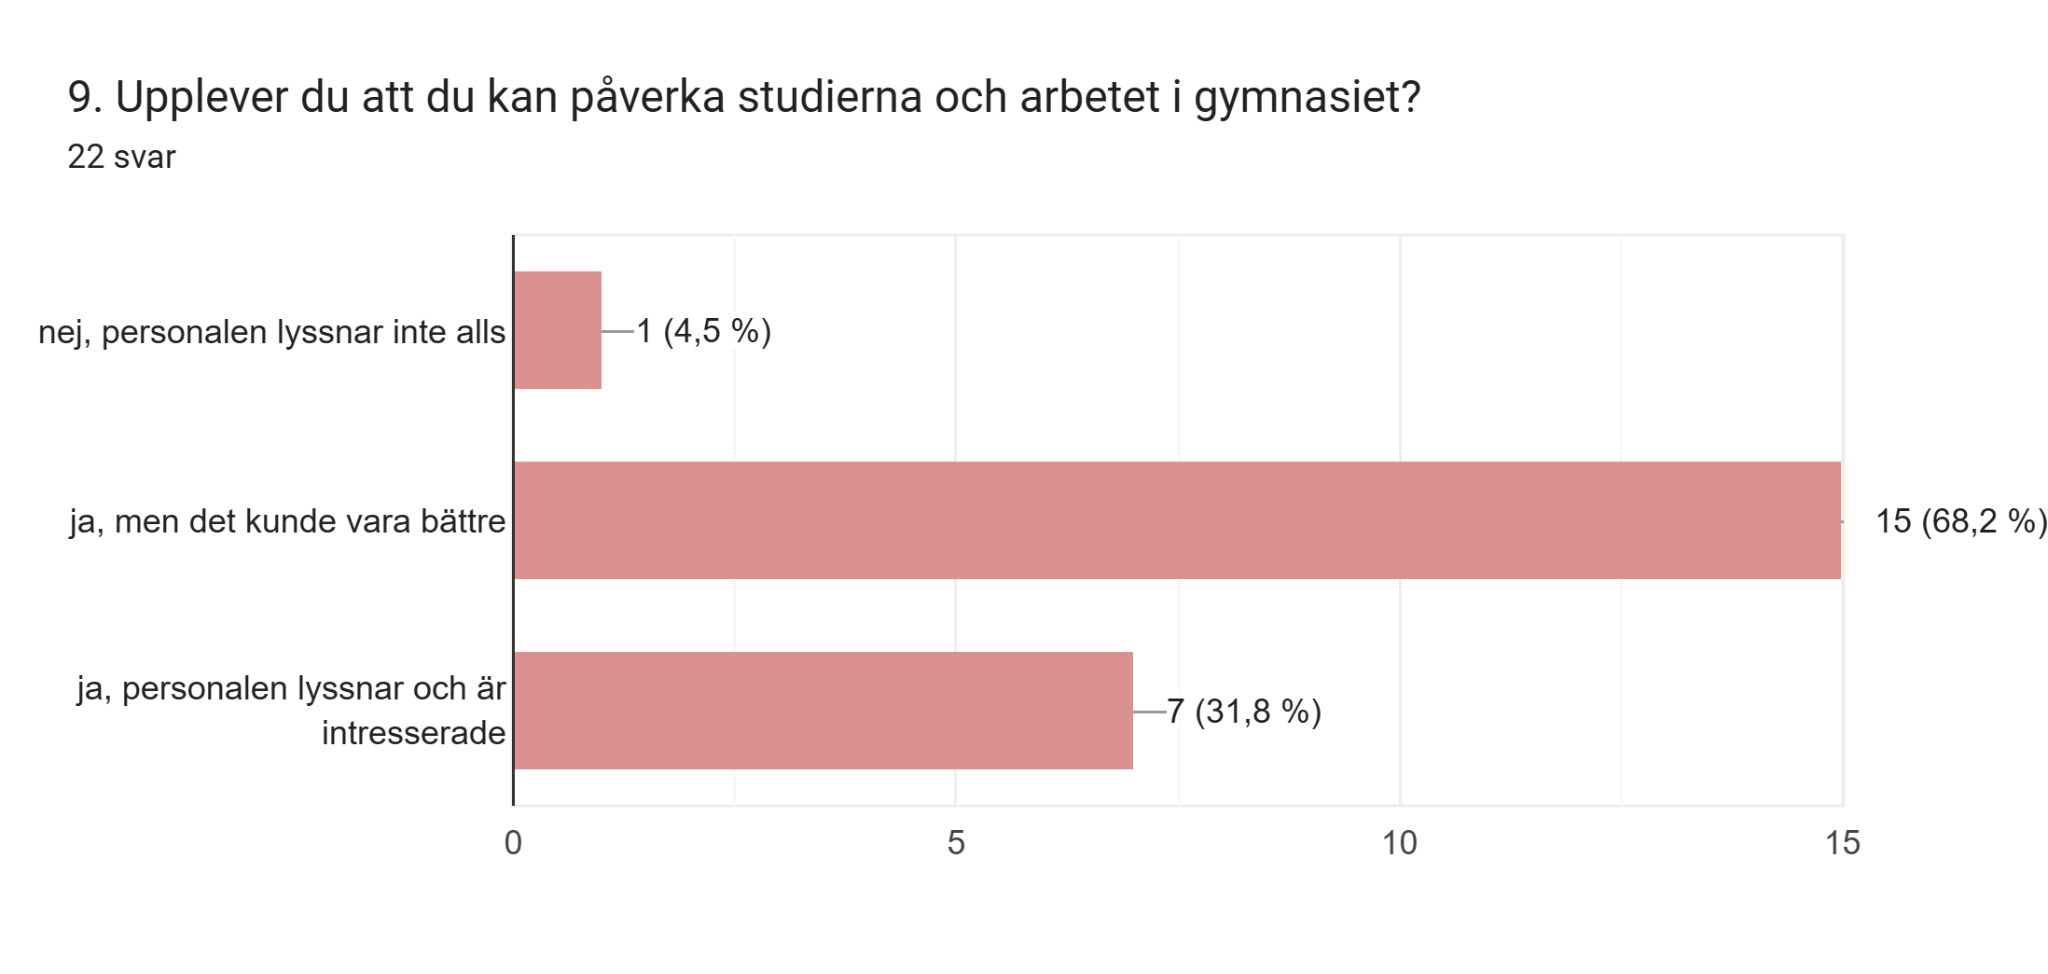 9. Upplever du att du kan påverka studierna och arbetet i gymnasiet?
22 svar
nej, personalen lyssnar inte alls
1 (4,5 %)
ja, men det kunde vara bättre
15 (68,2 %)
ja, personalen lyssnar och är
intresserade
7 (31,8 %)
0
5
10
15